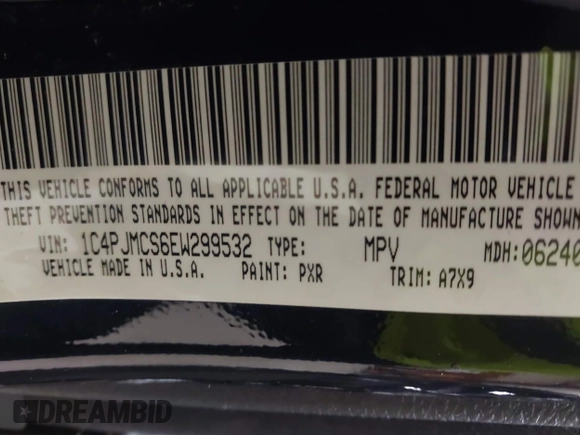 THIS VEHICLE CONFORMS TO ALL APPLICABLE U.S.A. FEDERAL MOTOR VEHICLE
THEFT PREVENTION STANDARDS IN EFFECT ON THE DATE OF MANUFACTURE SHOWN
VIN: 1C4PJMCS6EW299532 TYPE: MPV MDH:06240
VEHICLE MADE IN U.S.A. PAINT: PXR TRIM: A7X9
DREAMBID